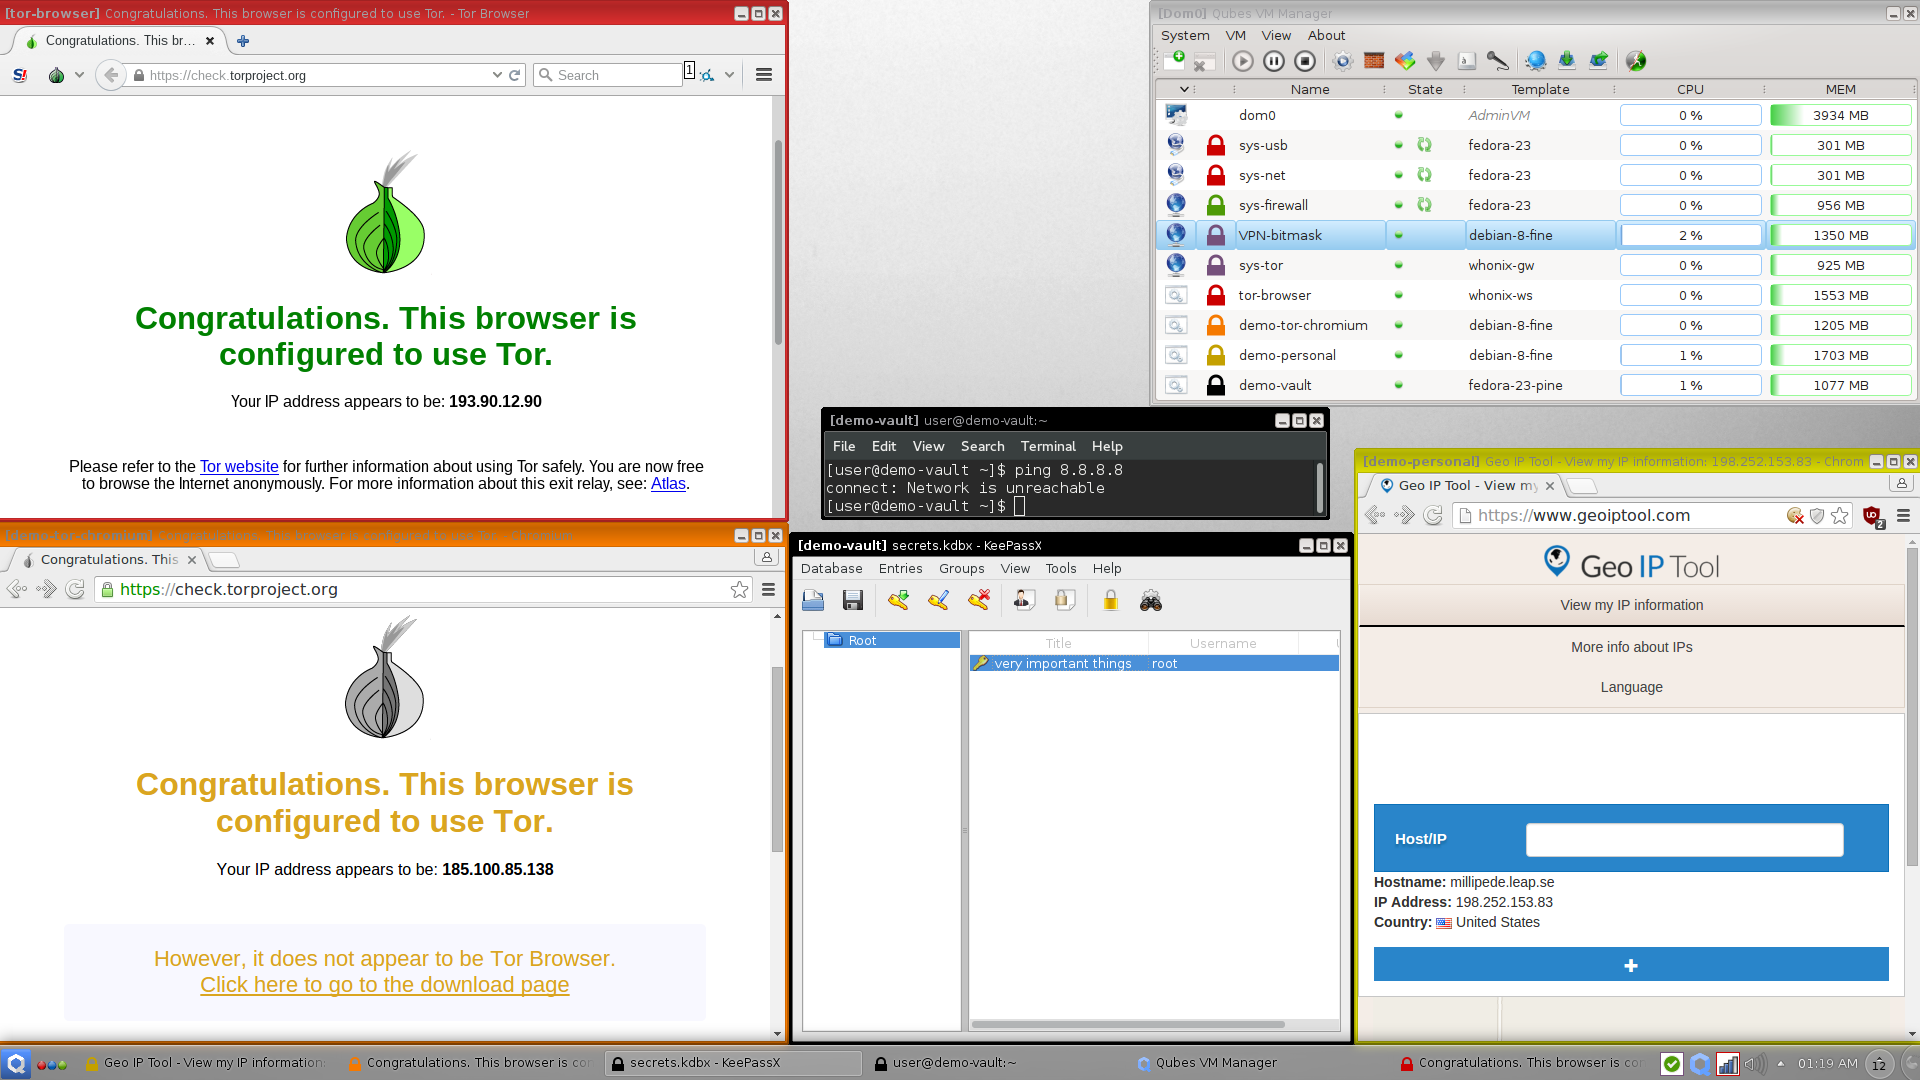 [tor-browser] Congratulations. This browser is configured to use Tor. - Tor Browser
Congratulations. This br...
https://check.torproject.org
Search
1
Congratulations. This browser is
configured to use Tor.
Your IP address appears to be: 193.90.12.90
Please refer to the Tor website for further information about using Tor safely. You are now free
to browse the Internet anonymously. For more information about this exit relay, see: Atlas.
[Dom0] Qubes VM Manager
System VM View About
Name State Template CPU MEM
dom0 AdminVM 0 % 3934 MB
sys-usb fedora-23 0 % 301 MB
sys-net fedora-23 0 % 301 MB
sys-firewall fedora-23 0 % 956 MB
VPN-bitmask debian-8-fine 2 % 1350 MB
sys-tor whonix-gw 0 % 925 MB
tor-browser whonix-ws 0 % 1553 MB
demo-tor-chromium debian-8-fine 0 % 1205 MB
demo-personal debian-8-fine 1 % 1703 MB
demo-vault fedora-23-pine 1 % 1077 MB
[demo-vault] user@demo-vault:~
File Edit View Search Terminal Help
[user@demo-vault ~]$ ping 8.8.8.8
connect: Network is unreachable
[user@demo-vault ~]$
[demo-tor-chromium] Congratulations. This browser is configured to use Tor. - Chromium
Congratulations. This
https://check.torproject.org
Congratulations. This browser is
configured to use Tor.
Your IP address appears to be: 185.100.85.138
However, it does not appear to be Tor Browser.
Click here to go to the download page
[demo-vault] secrets.kdbx - KeePassX
Database Entries Groups View Tools Help
Root
Title Username
very important things root
[demo-personal] Geo IP Tool - View my IP information: 198.252.153.83 - Chrom
Geo IP Tool - View my
https://www.geoiptool.com
2
Geo IP Tool
View my IP information
More info about IPs
Language
Host/IP
Hostname: millipede.leap.se
IP Address: 198.252.153.83
Country: United States
Geo IP Tool - View my IP information:
Congratulations. This browser is co
secrets.kdbx - KeePassX
user@demo-vault:~
Qubes VM Manager
Congratulations. This browser is co
01:19 AM
12